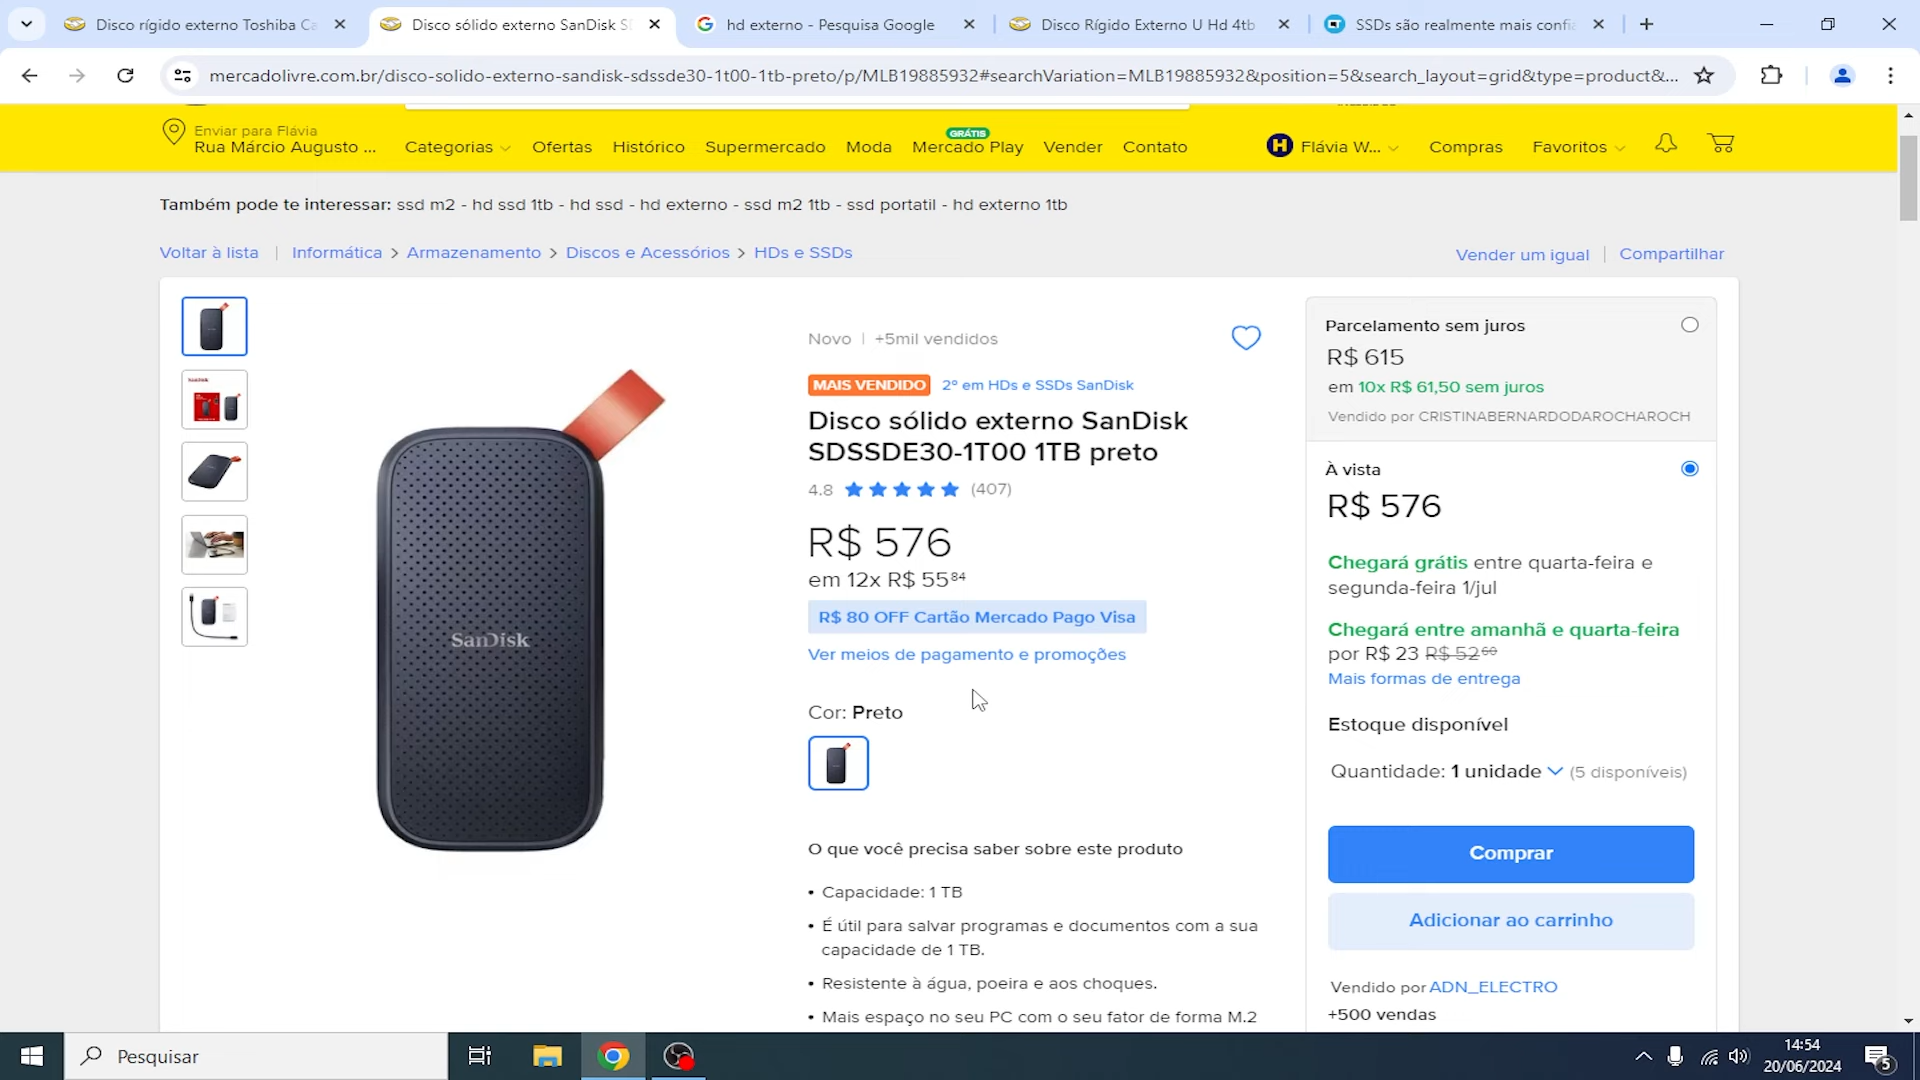 Disco rígido externo Toshiba Ca
Disco sólido externo SanDisk S
hd externo - Pesquisa Google
Disco Rígido Externo U Hd 4tb
SSDs são realmente mais confi
mercadolivre.com.br/disco-solido-externo-sandisk-sdssde30-1t00-1tb-preto/p/MLB19885932#searchVariation=MLB19885932&position=5&search_layout=grid&type=product&...
Enviar para Flávia
Rua Márcio Augusto ...
Categorias
Ofertas
Histórico
Supermercado
Moda
GRÁTIS
Mercado Play
Vender
Contato
H
Flávia W...
Compras
Favoritos
Também pode te interessar: ssd m2 - hd ssd 1tb - hd ssd - hd externo - ssd m2 1tb - ssd portatil - hd externo 1tb
Voltar à lista | Informática > Armazenamento > Discos e Acessórios > HDs e SSDs
Vender um igual | Compartilhar
SanDisk
SanDisk
Novo | +5mil vendidos
MAIS VENDIDO 2º em HDs e SSDs SanDisk
Disco sólido externo SanDisk
SDSSDE30-1T00 1TB preto
4.8 (407)
R$ 576
em 12x R$ 55 84
R$ 80 OFF Cartão Mercado Pago Visa
Ver meios de pagamento e promoções
Cor: Preto
O que você precisa saber sobre este produto
• Capacidade: 1 TB
• É útil para salvar programas e documentos com a sua
capacidade de 1 TB.
• Resistente à água, poeira e aos choques.
• Mais espaço no seu PC com o seu fator de forma M.2
Parcelamento sem juros
R$ 615
em 10x R$ 61,50 sem juros
Vendido por CRISTINABERNARDODAROCHAROCH
À vista
R$ 576
Chegará grátis entre quarta-feira e
segunda-feira 1/jul
Chegará entre amanhã e quarta-feira
por R$ 23 R$ 52 60
Mais formas de entrega
Estoque disponível
Quantidade: 1 unidade (5 disponíveis)
Comprar
Adicionar ao carrinho
Vendido por ADN_ELECTRO
+500 vendas
Pesquisar
14:54
20/06/2024
5